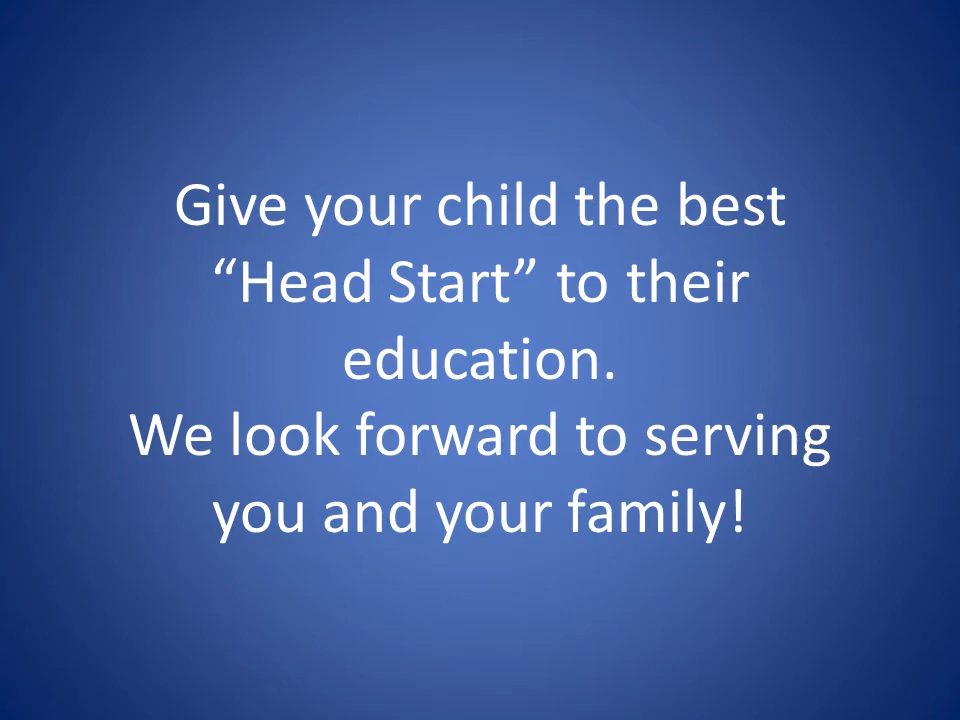 Give your child the best
“Head Start” to their
education.
We look forward to serving
you and your family!